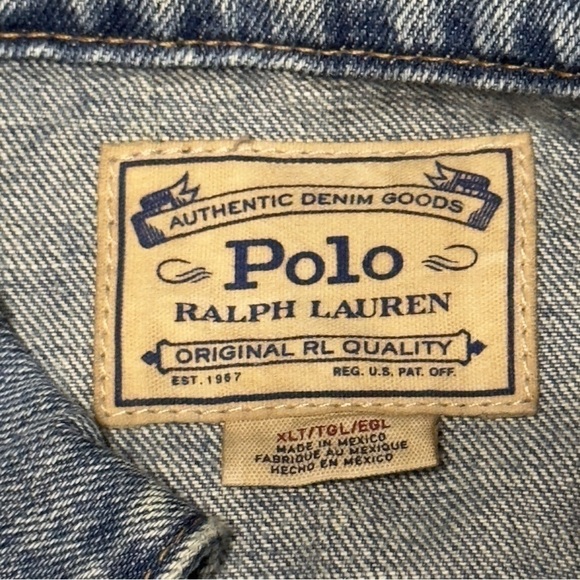 AUTHENTIC DENIM GOODS
Polo
RALPH LAUREN
ORIGINAL RL QUALITY
EST. 1967 REG. U.S. PAT. OFF.
XLT/TGL/EGL
MADE IN MEXICO
FABRIQUÉ AU MEXIQUE
HECHO EN MÉXICO